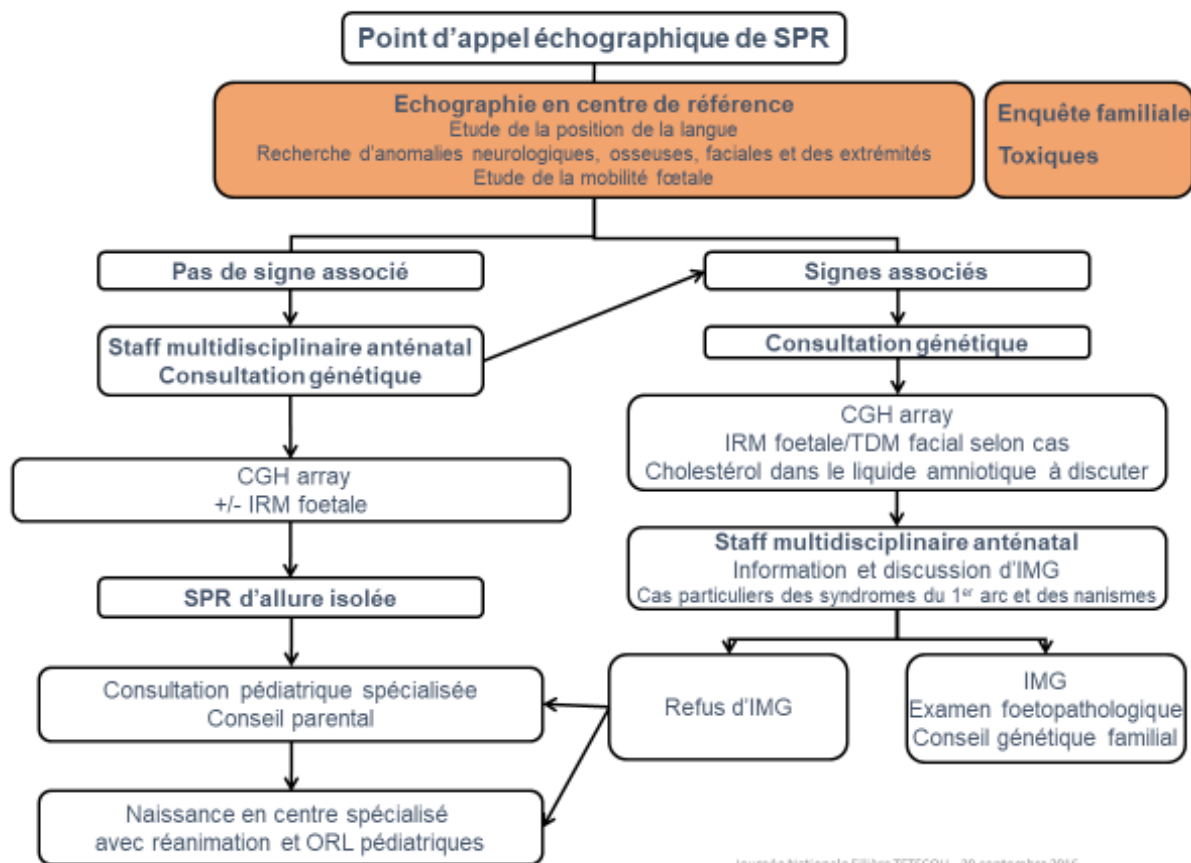 Point d'appel échographique de SPR
Echographie en centre de référence
Etude de la position de la langue
Recherche d'anomalies neurologiques, osseuses, faciales et des extrémités
Etude de la mobilité fœtale
Enquête familiale
Toxiques
Pas de signe associé
Signes associés
Staff multidisciplinaire anténatal
Consultation génétique
Consultation génétique
CGH array
+/- IRM foetale
CGH array
IRM foetale/TDM facial selon cas
Cholestérol dans le liquide amniotique à discuter
SPR d'allure isolée
Staff multidisciplinaire anténatal
Information et discussion d'IMG
Cas particuliers des syndromes du 1er arc et des nanismes
Consultation pédiatrique spécialisée
Conseil parental
Refus d'IMG
IMG
Examen foetopathologique
Conseil génétique familial
Naissance en centre spécialisé
avec réanimation et ORL pédiatriques